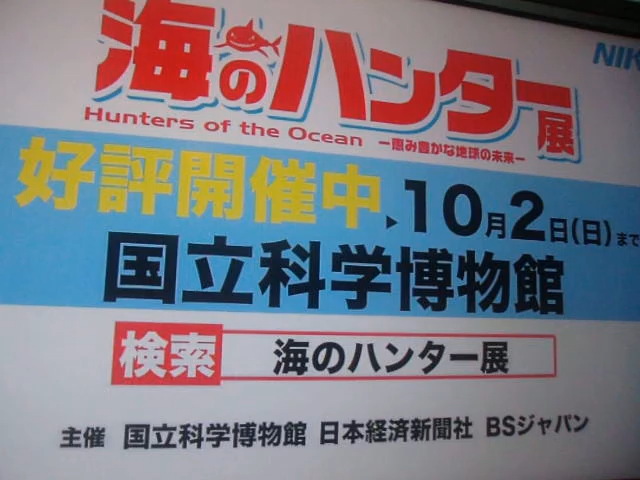 海のハンター展
NIK
Hunters of the Ocean ー恵み豊かな地球の未来ー
好評開催中▶10月2日(日)まで
国立科学博物館
検索 海のハンター展
主催 国立科学博物館 日本経済新聞社 BSジャパン